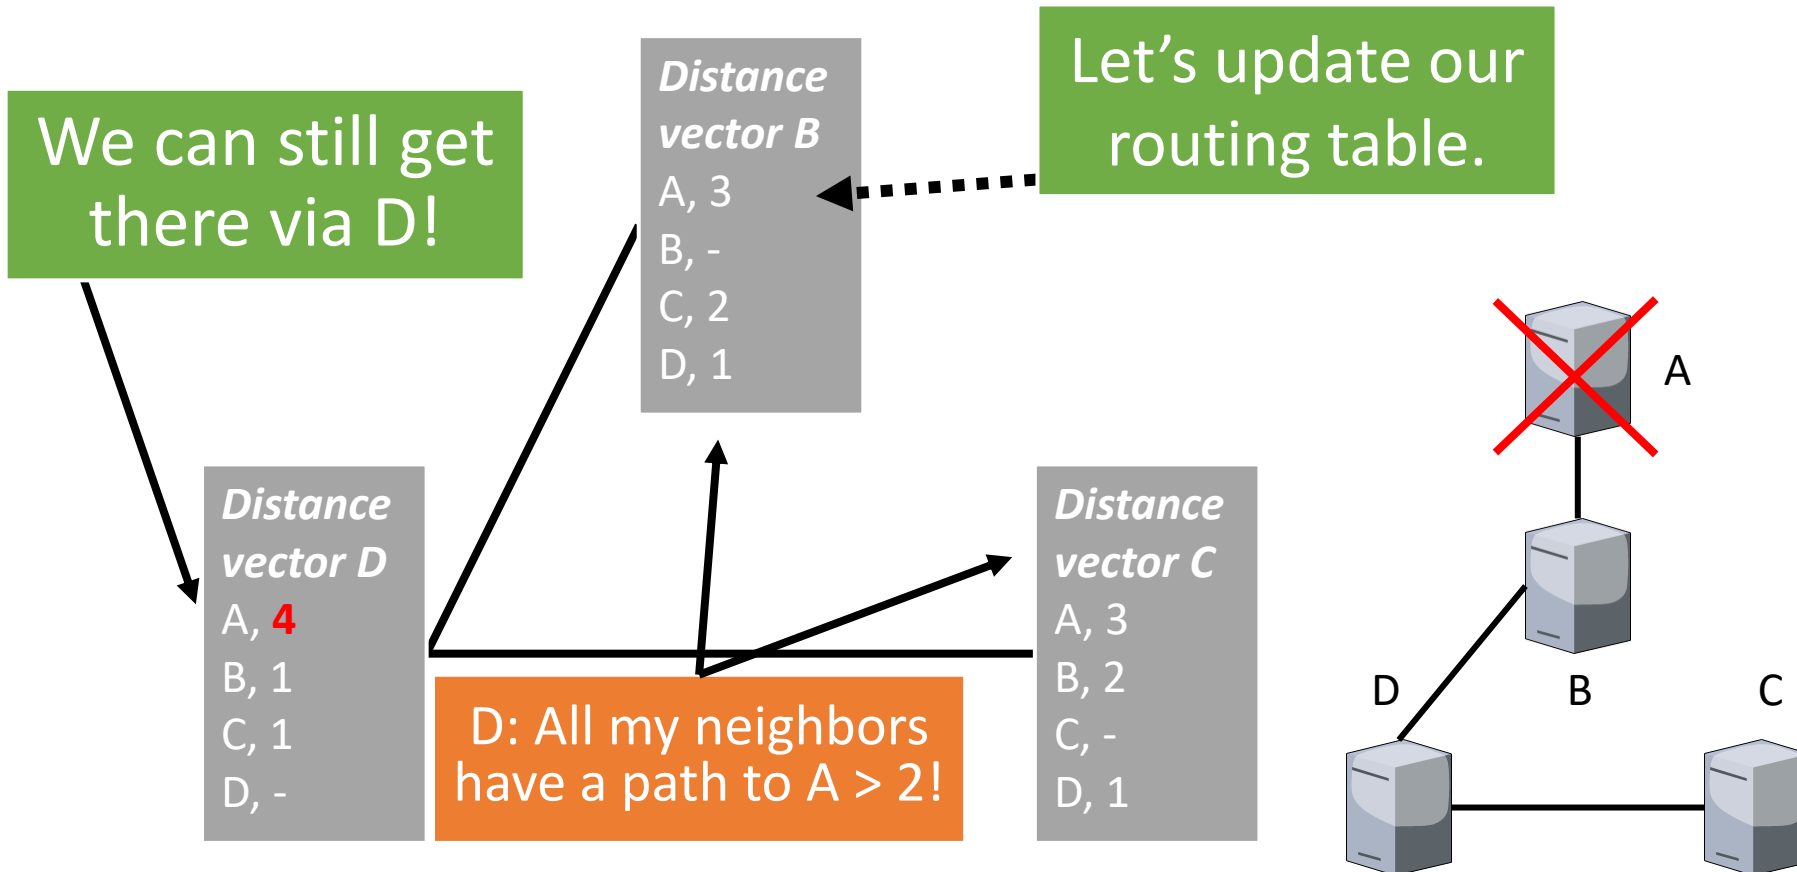 We can still get
there via D!
Distance
vector B
A, 3
B, -
C, 2
D, 1
Let’s update our
routing table.
Distance
vector D
A, 4
B, 1
C, 1
D, -
D: All my neighbors
have a path to A > 2!
Distance
vector C
A, 3
B, 2
C, -
D, 1
A
D
B
C